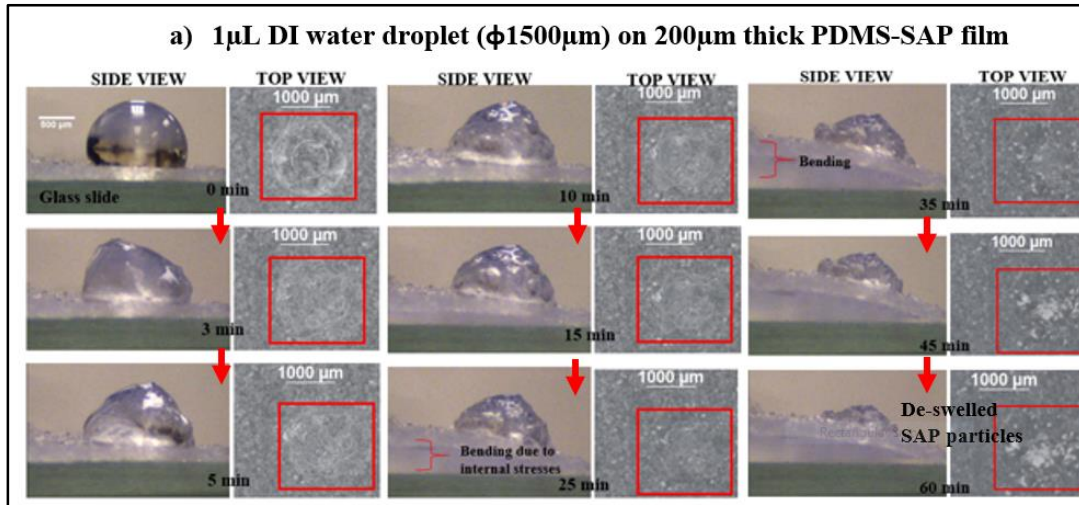 a) 1µL DI water droplet (ϕ1500µm) on 200µm thick PDMS-SAP film
SIDE VIEW TOP VIEW SIDE VIEW TOP VIEW SIDE VIEW TOP VIEW
500 µm
1000 µm
Glass slide
0 min
1000 µm
10 min
1000 µm
Bending
35 min
1000 µm
3 min
1000 µm
15 min
1000 µm
45 min
1000 µm
5 min
1000 µm
Bending due to
internal stresses
25 min
1000 µm
De-swelled
SAP particles
60 min